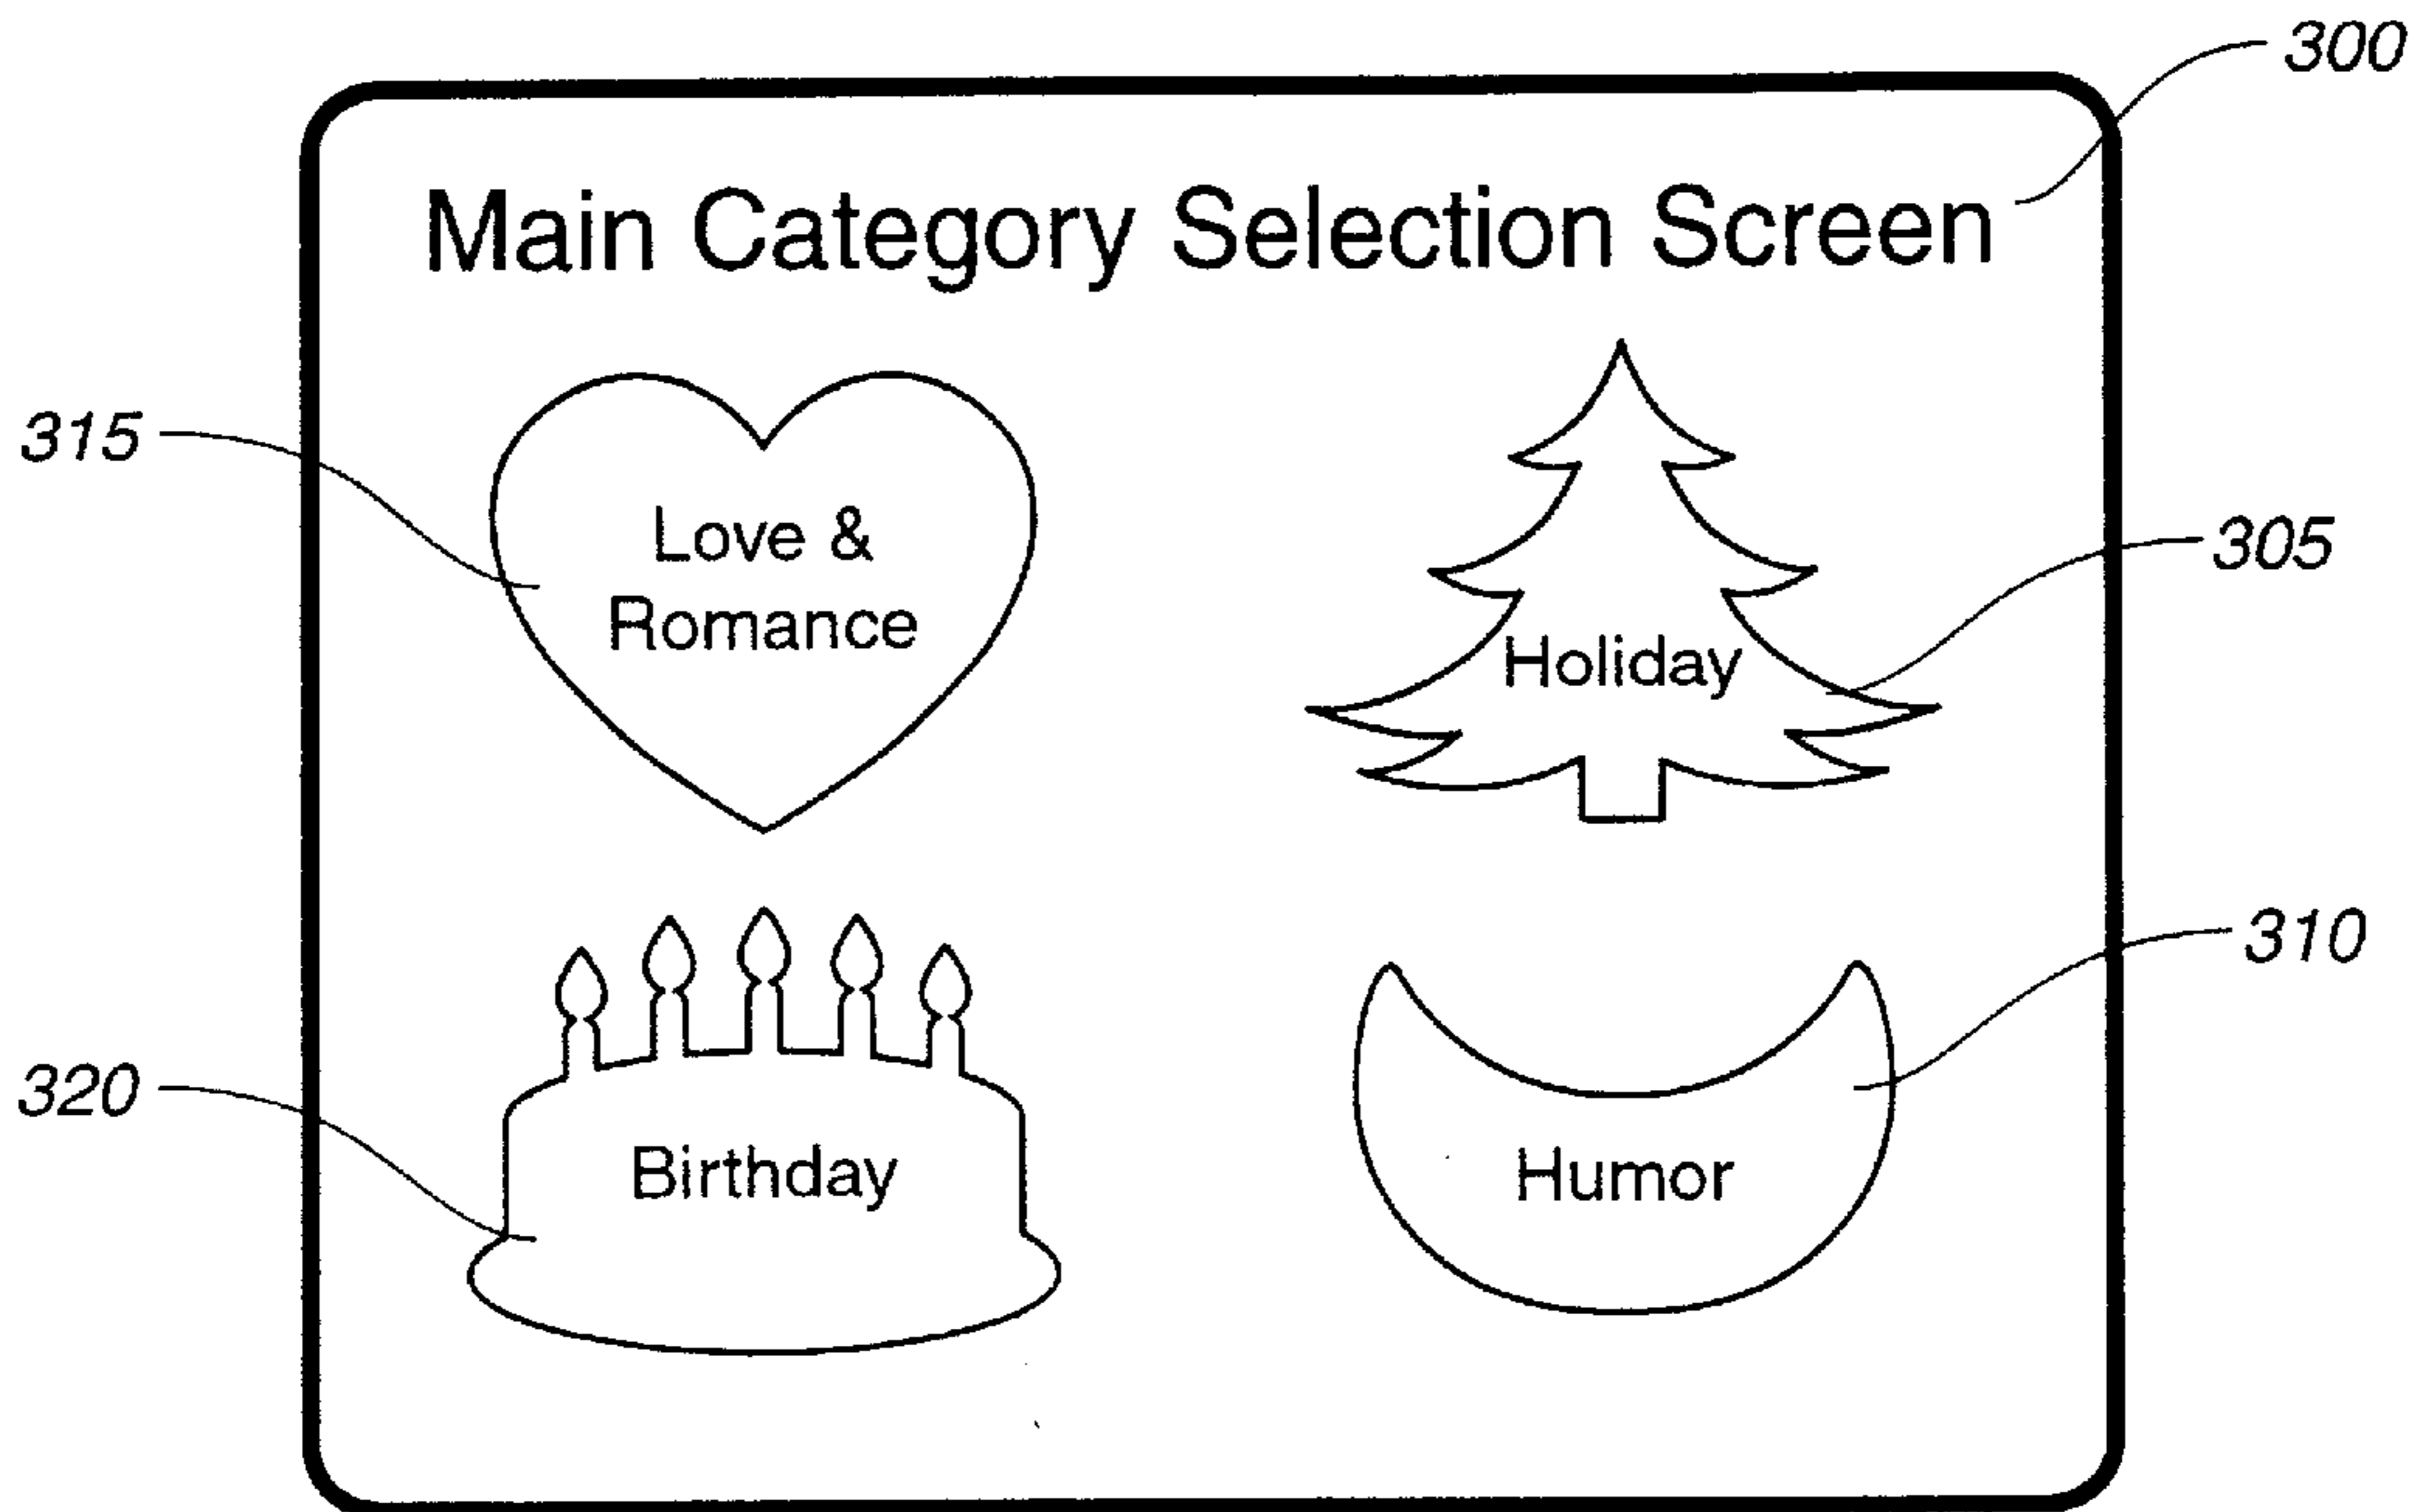 300
Main Category Selection Screen
315
Love &
Romance
305
Holiday
310
320
Birthday
Humor